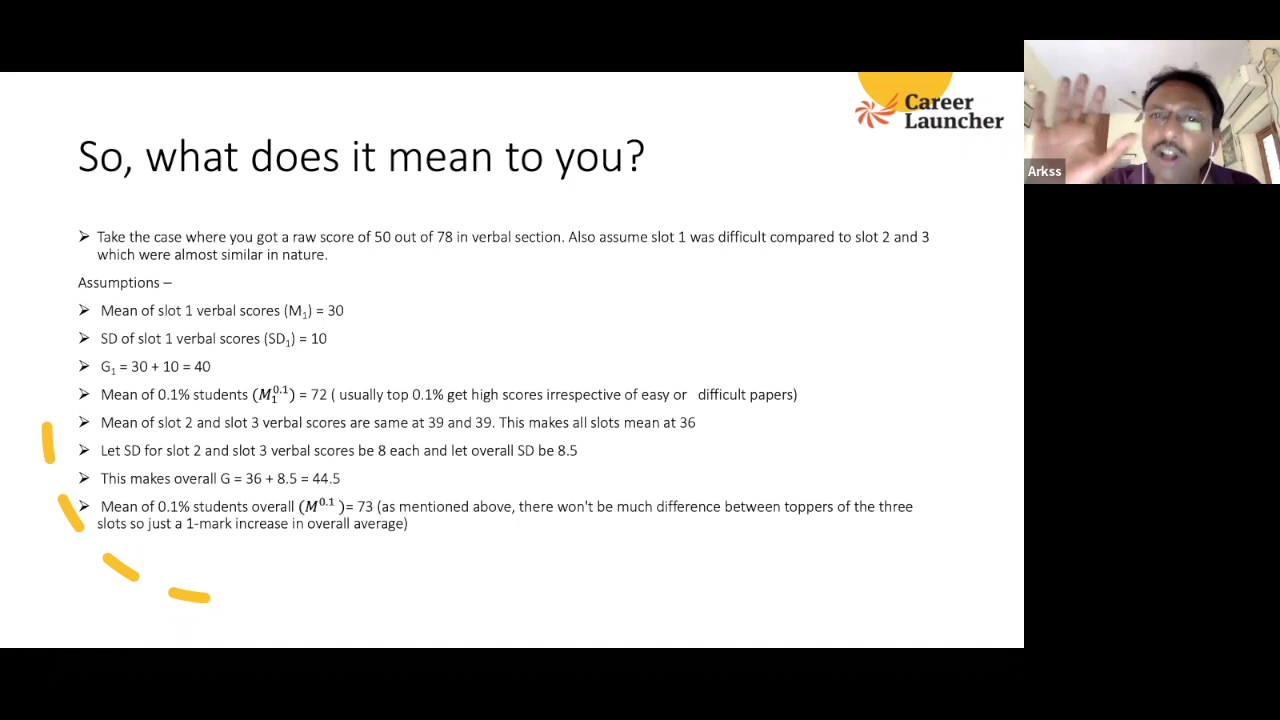 Career
Launcher
Arkss
So, what does it mean to you?
➢ Take the case where you got a raw score of 50 out of 78 in verbal section. Also assume slot 1 was difficult compared to slot 2 and 3
which were almost similar in nature.
Assumptions –
➢ Mean of slot 1 verbal scores (M₁) = 30
➢ SD of slot 1 verbal scores (SD₁) = 10
➢ G₁ = 30 + 10 = 40
➢ Mean of 0.1% students (M₁^0.1) = 72 ( usually top 0.1% get high scores irrespective of easy or difficult papers)
➢ Mean of slot 2 and slot 3 verbal scores are same at 39 and 39. This makes all slots mean at 36
➢ Let SD for slot 2 and slot 3 verbal scores be 8 each and let overall SD be 8.5
➢ This makes overall G = 36 + 8.5 = 44.5
➢ Mean of 0.1% students overall (M^0.1 )= 73 (as mentioned above, there won't be much difference between toppers of the three
slots so just a 1-mark increase in overall average)